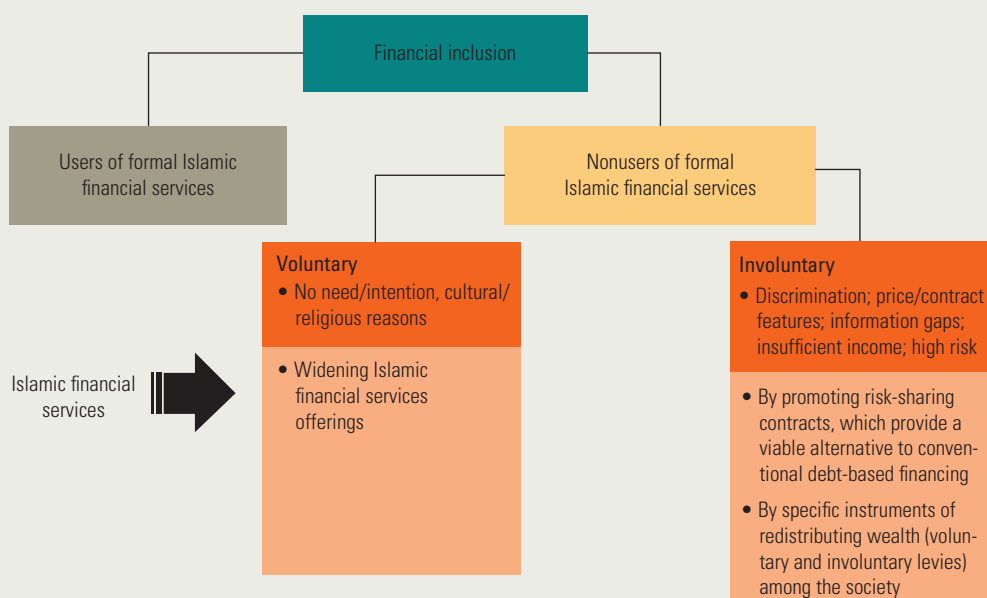 Financial inclusion
Users of formal Islamic
financial services
Nonusers of formal
Islamic financial services
Voluntary
• No need/intention, cultural/
religious reasons
Involuntary
• Discrimination; price/contract
features; information gaps;
insufficient income; high risk
Islamic financial
services
• Widening Islamic
financial services
offerings
• By promoting risk-sharing
contracts, which provide a
viable alternative to conven-
tional debt-based financing
• By specific instruments of
redistributing wealth (volun-
tary and involuntary levies)
among the society